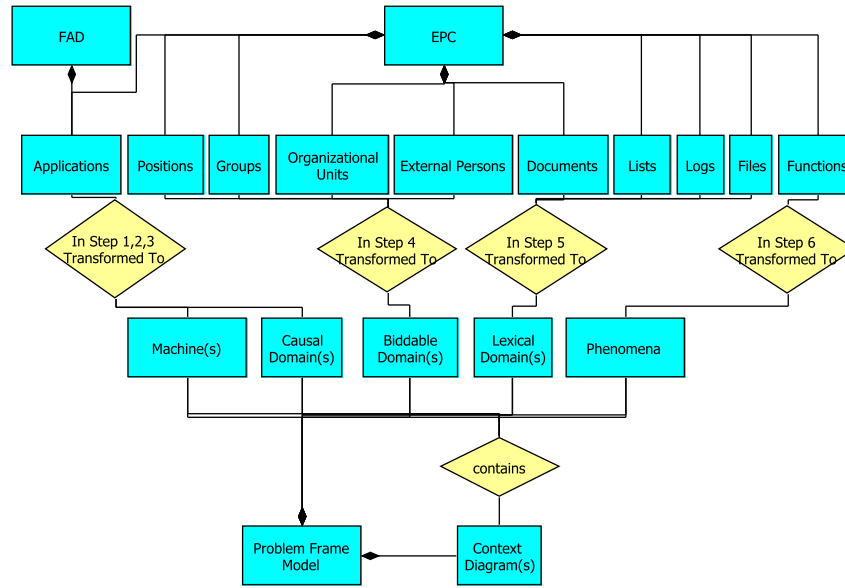 FAD
EPC
Applications
Positions
Groups
Organizational
Units
External Persons
Documents
Lists
Logs
Files
Functions
In Step 1,2,3
Transformed To
In Step 4
Transformed To
In Step 5
Transformed To
In Step 6
Transformed To
Machine(s)
Causal
Domain(s)
Biddable
Domain(s)
Lexical
Domain(s)
Phenomena
contains
Problem Frame
Model
Context
Diagram(s)